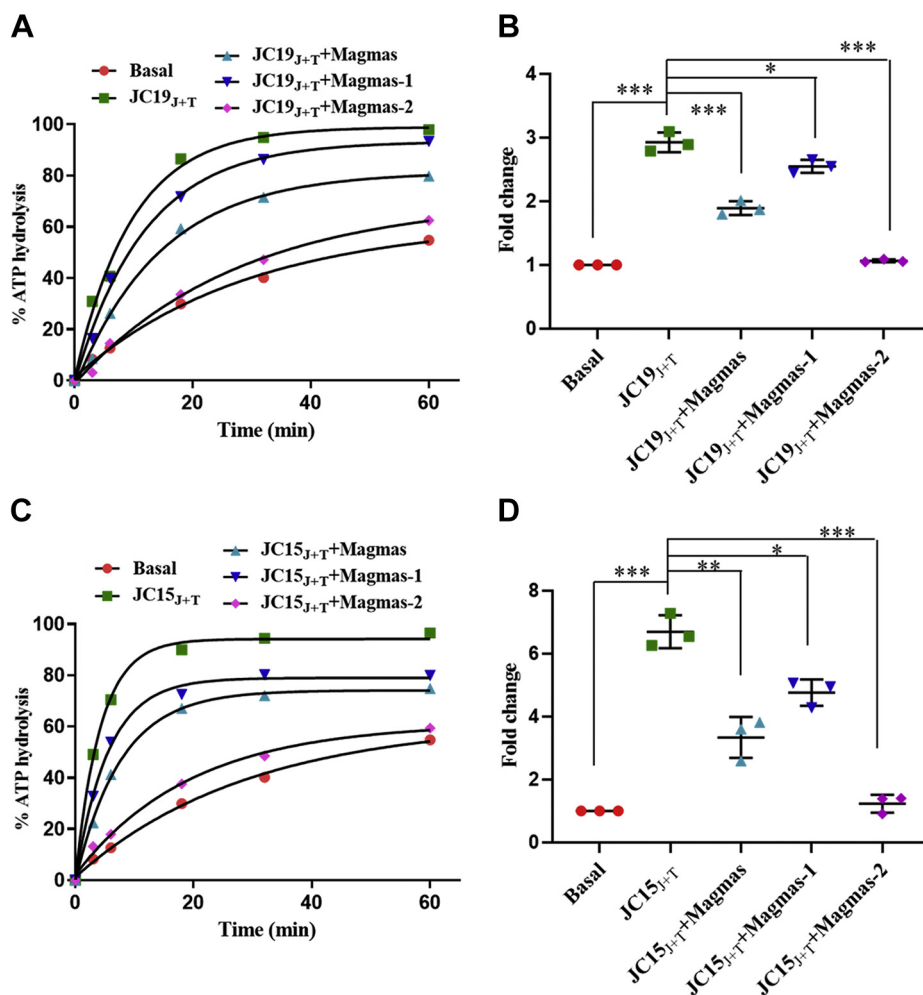 A
Basal
JC19J+T
JC19J+T+Magmas
JC19J+T+Magmas-1
JC19J+T+Magmas-2
100
80
60
40
20
0
0 20 40 60
% ATP hydrolysis
Time (min)
B
***
*
***
***
4
3
2
1
0
Fold change
Basal
JC19J+T
JC19J+T+Magmas
JC19J+T+Magmas-1
JC19J+T+Magmas-2
C
Basal
JC15J+T
JC15J+T+Magmas
JC15J+T+Magmas-1
JC15J+T+Magmas-2
100
80
60
40
20
0
0 20 40 60
% ATP hydrolysis
Time (min)
D
***
*
***
**
8
6
4
2
0
Fold change
Basal
JC15J+T
JC15J+T+Magmas
JC15J+T+Magmas-1
JC15J+T+Magmas-2